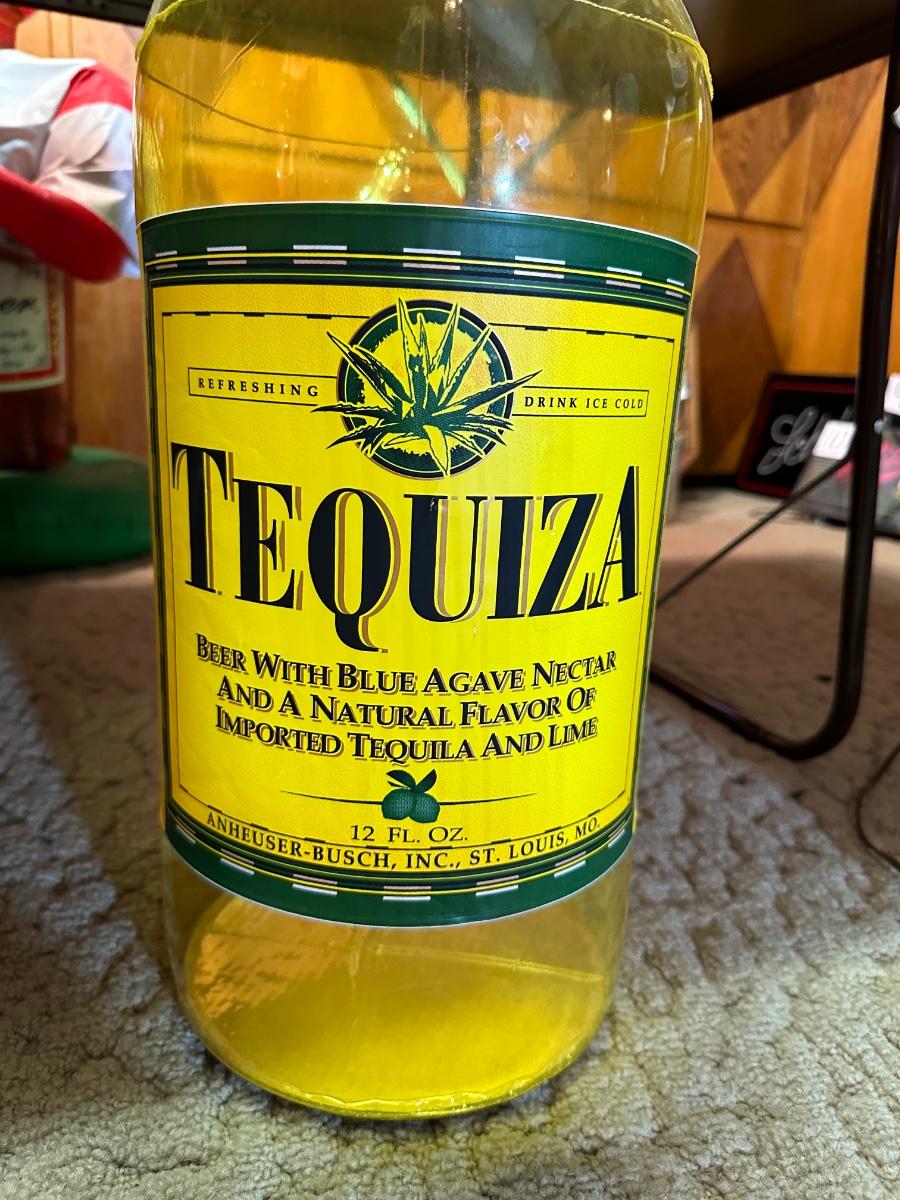 REFRESHING
DRINK ICE COLD
TEQUIZA
BEER WITH BLUE AGAVE NECTAR
AND A NATURAL FLAVOR OF
IMPORTED TEQUILA AND LIME
12 FL. OZ.
ANHEUSER-BUSCH, INC., ST. LOUIS, MO.